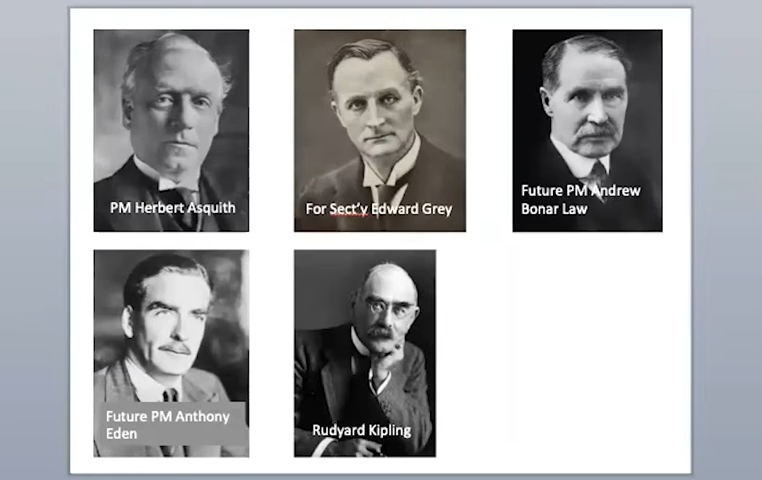 PM Herbert Asquith
For Sect'y Edward Grey
Future PM Andrew
Bonar Law
Future PM Anthony
Eden
Rudyard Kipling